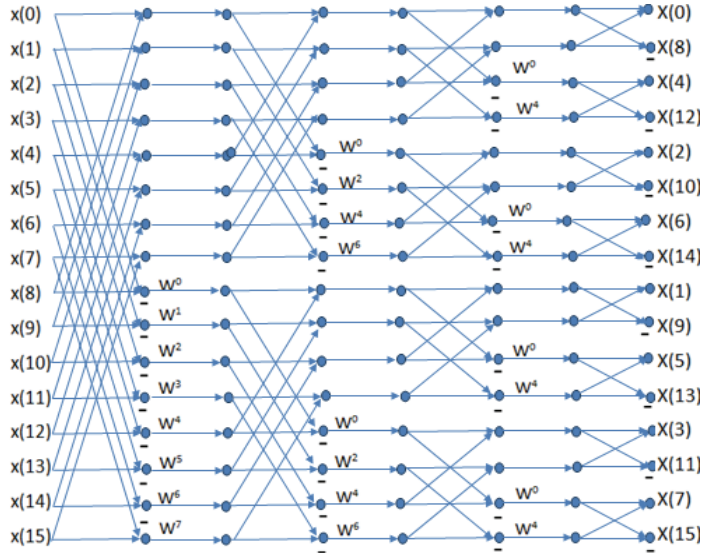 x(0) X(0)
x(1) X(8)
x(2) W⁰ X(4)
x(3) W⁴ X(12)
x(4) W⁰ X(2)
x(5) W² X(10)
x(6) W⁴ W⁰ X(6)
x(7) W⁶ W⁴ X(14)
x(8) W⁰ X(1)
x(9) W¹ X(9)
x(10) W² W⁰ X(5)
x(11) W³ W⁴ X(13)
x(12) W⁴ W⁰ X(3)
x(13) W⁵ W² X(11)
x(14) W⁶ W⁴ W⁰ X(7)
x(15) W⁷ W⁶ W⁴ X(15)